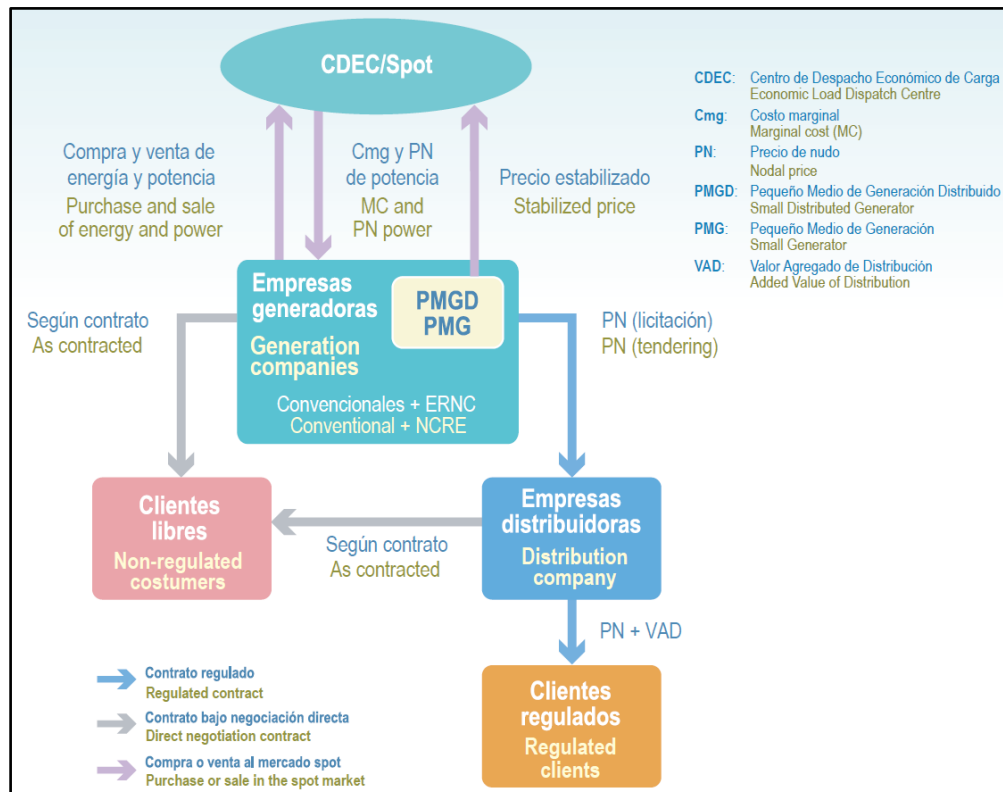 CDEC/Spot
CDEC: Centro de Despacho Económico de Carga
Economic Load Dispatch Centre
Cmg: Costo marginal
Marginal cost (MC)
PN: Precio de nudo
Nodal price
PMGD: Pequeño Medio de Generación Distribuido
Small Distributed Generator
PMG: Pequeño Medio de Generación
Small Generator
VAD: Valor Agregado de Distribución
Added Value of Distribution
Compra y venta de
energía y potencia
Purchase and sale
of energy and power
Cmg y PN
de potencia
MC and
PN power
Precio estabilizado
Stabilized price
Empresas
generadoras
Generation
companies
PMGD
PMG
Convencionales + ERNC
Conventional + NCRE
Según contrato
As contracted
PN (licitación)
PN (tendering)
Clientes
libres
Non-regulated
costumers
Según contrato
As contracted
Empresas
distribuidoras
Distribution
company
PN + VAD
Clientes
regulados
Regulated
clients
Contrato regulado
Regulated contract
Contrato bajo negociación directa
Direct negotiation contract
Compra o venta al mercado spot
Purchase or sale in the spot market